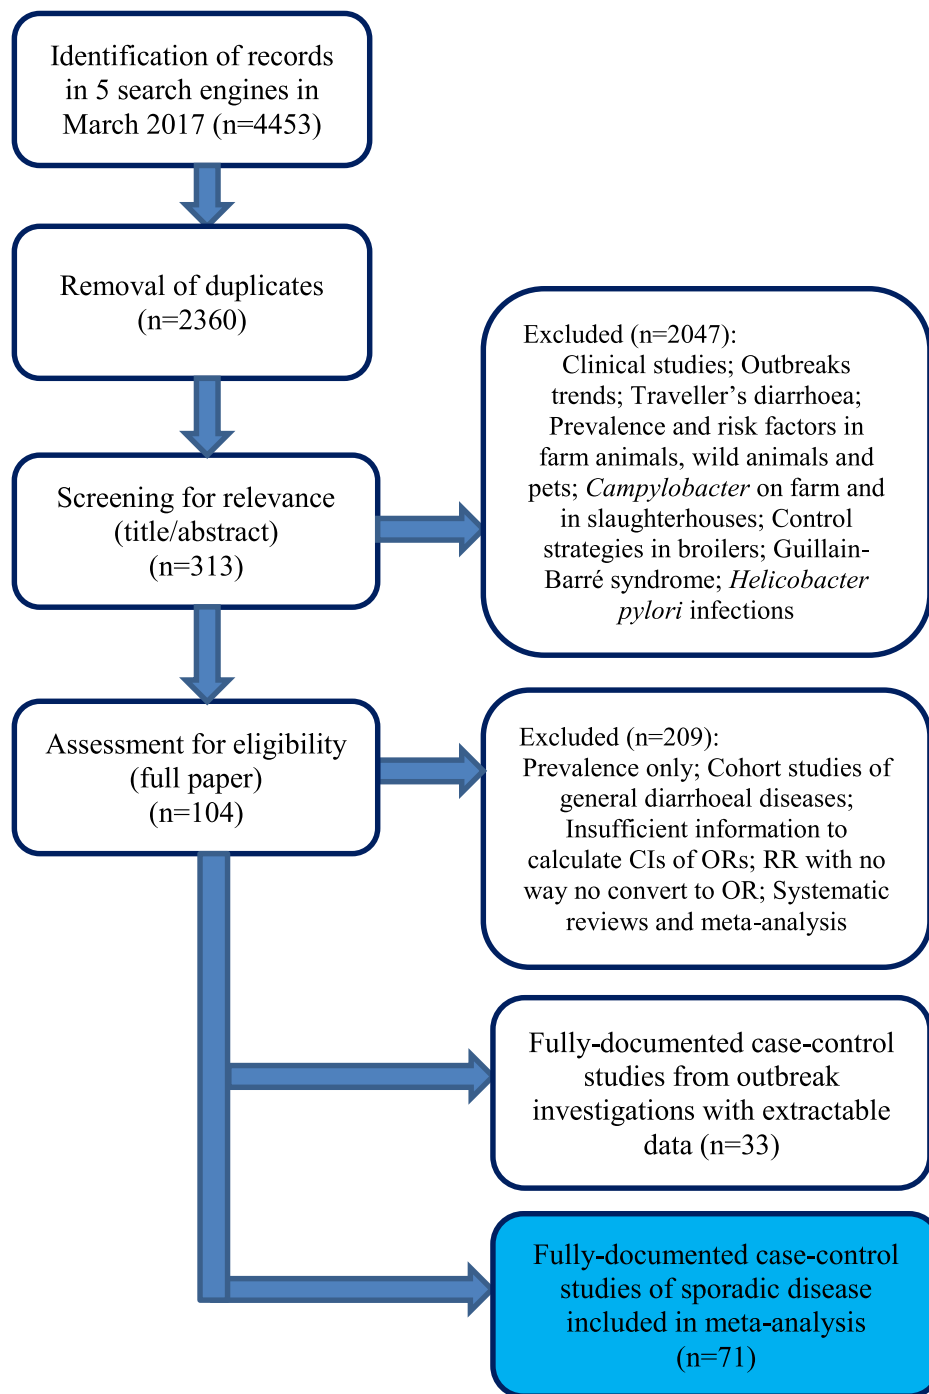 Identification of records
in 5 search engines in
March 2017 (n=4453)
Removal of duplicates
(n=2360)
Excluded (n=2047):
Clinical studies; Outbreaks
trends; Traveller’s diarrhoea;
Prevalence and risk factors in
farm animals, wild animals and
pets; Campylobacter on farm and
in slaughterhouses; Control
strategies in broilers; Guillain-
Barré syndrome; Helicobacter
pylori infections
Screening for relevance
(title/abstract)
(n=313)
Assessment for eligibility
(full paper)
(n=104)
Excluded (n=209):
Prevalence only; Cohort studies of
general diarrhoeal diseases;
Insufficient information to
calculate CIs of ORs; RR with no
way no convert to OR; Systematic
reviews and meta-analysis
Fully-documented case-control
studies from outbreak
investigations with extractable
data (n=33)
Fully-documented case-control
studies of sporadic disease
included in meta-analysis
(n=71)